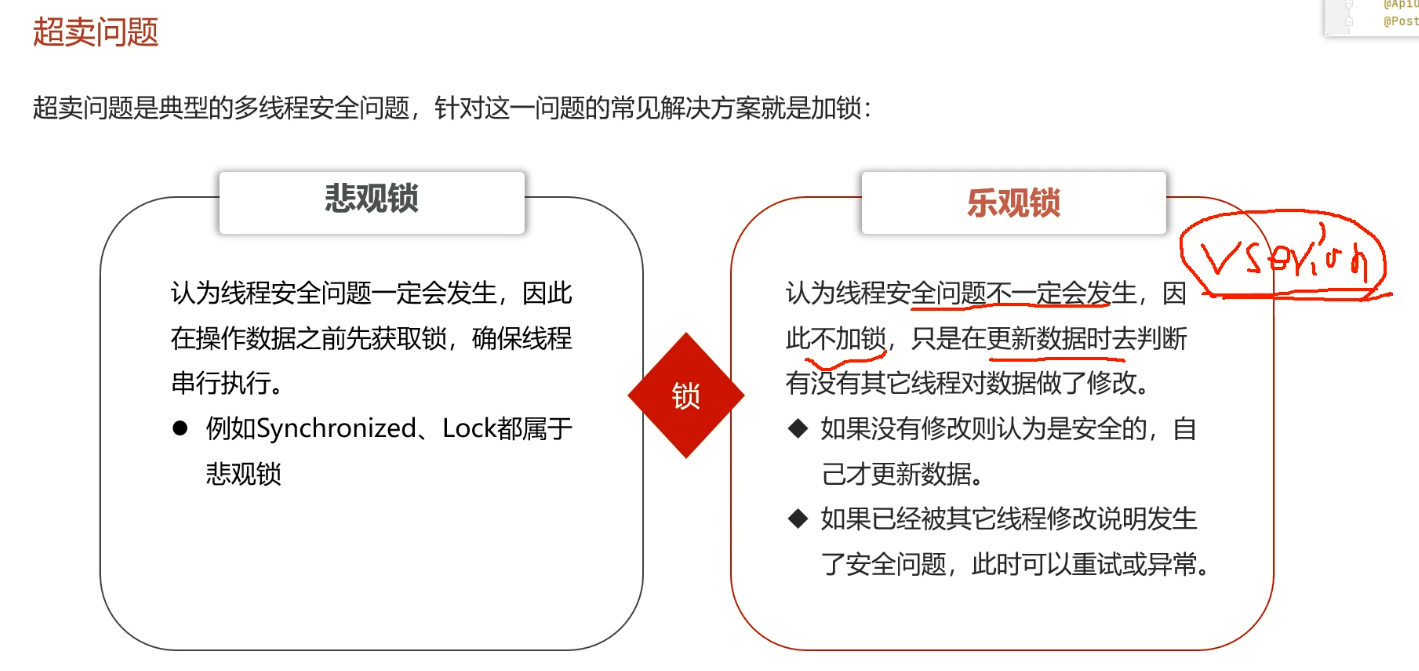 超卖问题
@ApiO
@Post
超卖问题是典型的多线程安全问题，针对这一问题的常见解决方案就是加锁：
悲观锁
认为线程安全问题一定会发生，因此
在操作数据之前先获取锁，确保线程
串行执行。
● 例如Synchronized、Lock都属于
悲观锁
锁
乐观锁
认为线程安全问题不一定会发生，因
此不加锁，只是在更新数据时去判断
有没有其它线程对数据做了修改。
◆ 如果没有修改则认为是安全的，自
己才更新数据。
◆ 如果已经被其它线程修改说明发生
了安全问题，此时可以重试或异常。